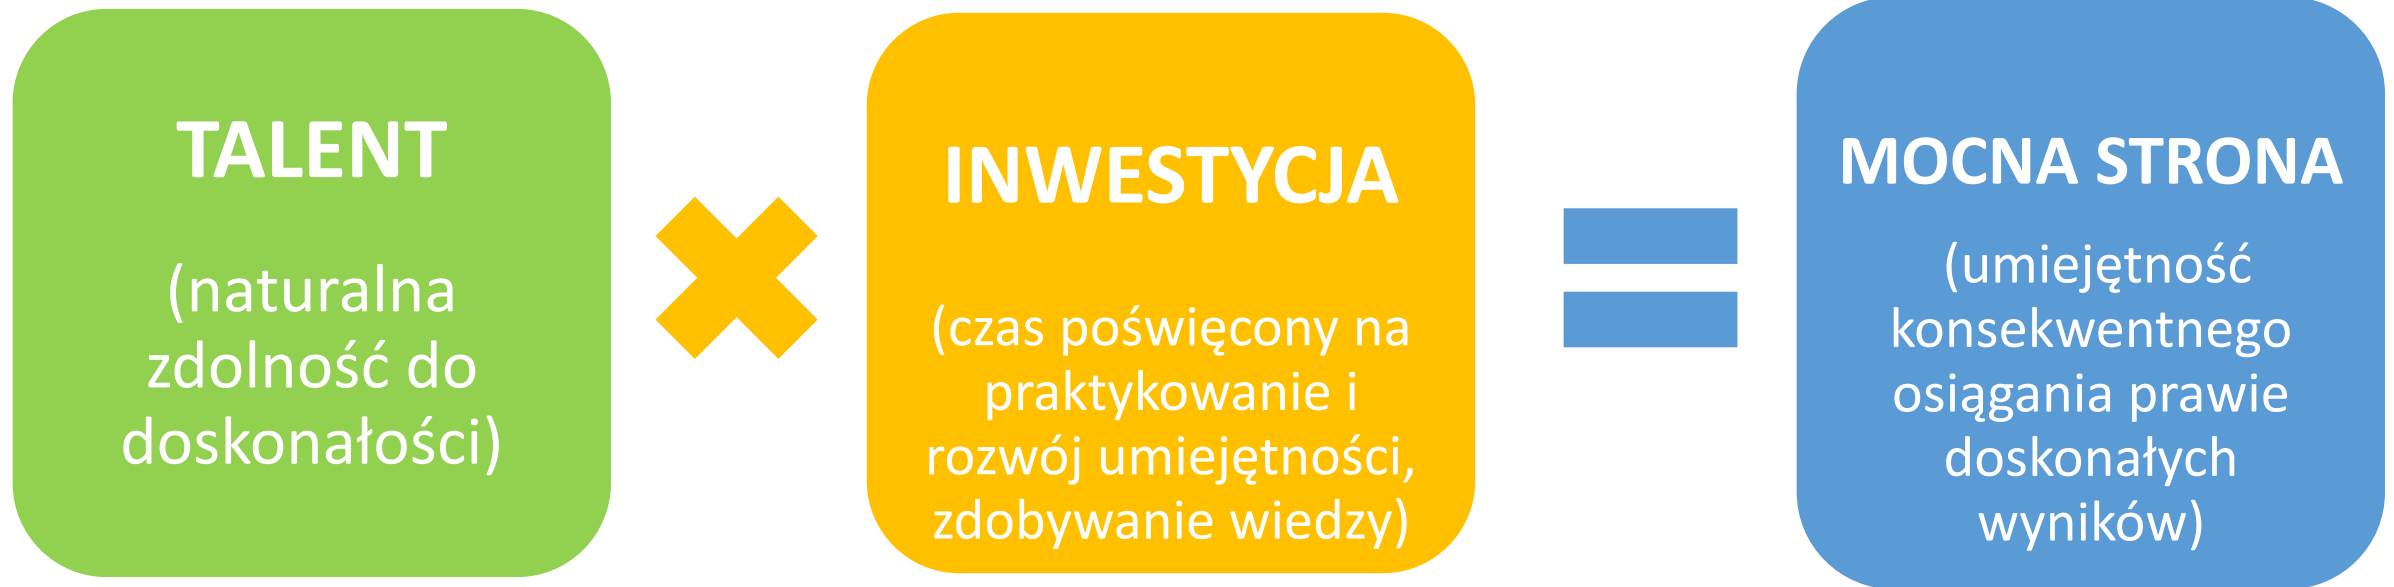 TALENT
(naturalna
zdolność do
doskonałości)
INWESTYCJA
(czas poświęcony na
praktykowanie i
rozwój umiejętności,
zdobywanie wiedzy)
MOCNA STRONA
(umiejętność
konsekwentnego
osiągania prawie
doskonałych
wyników)